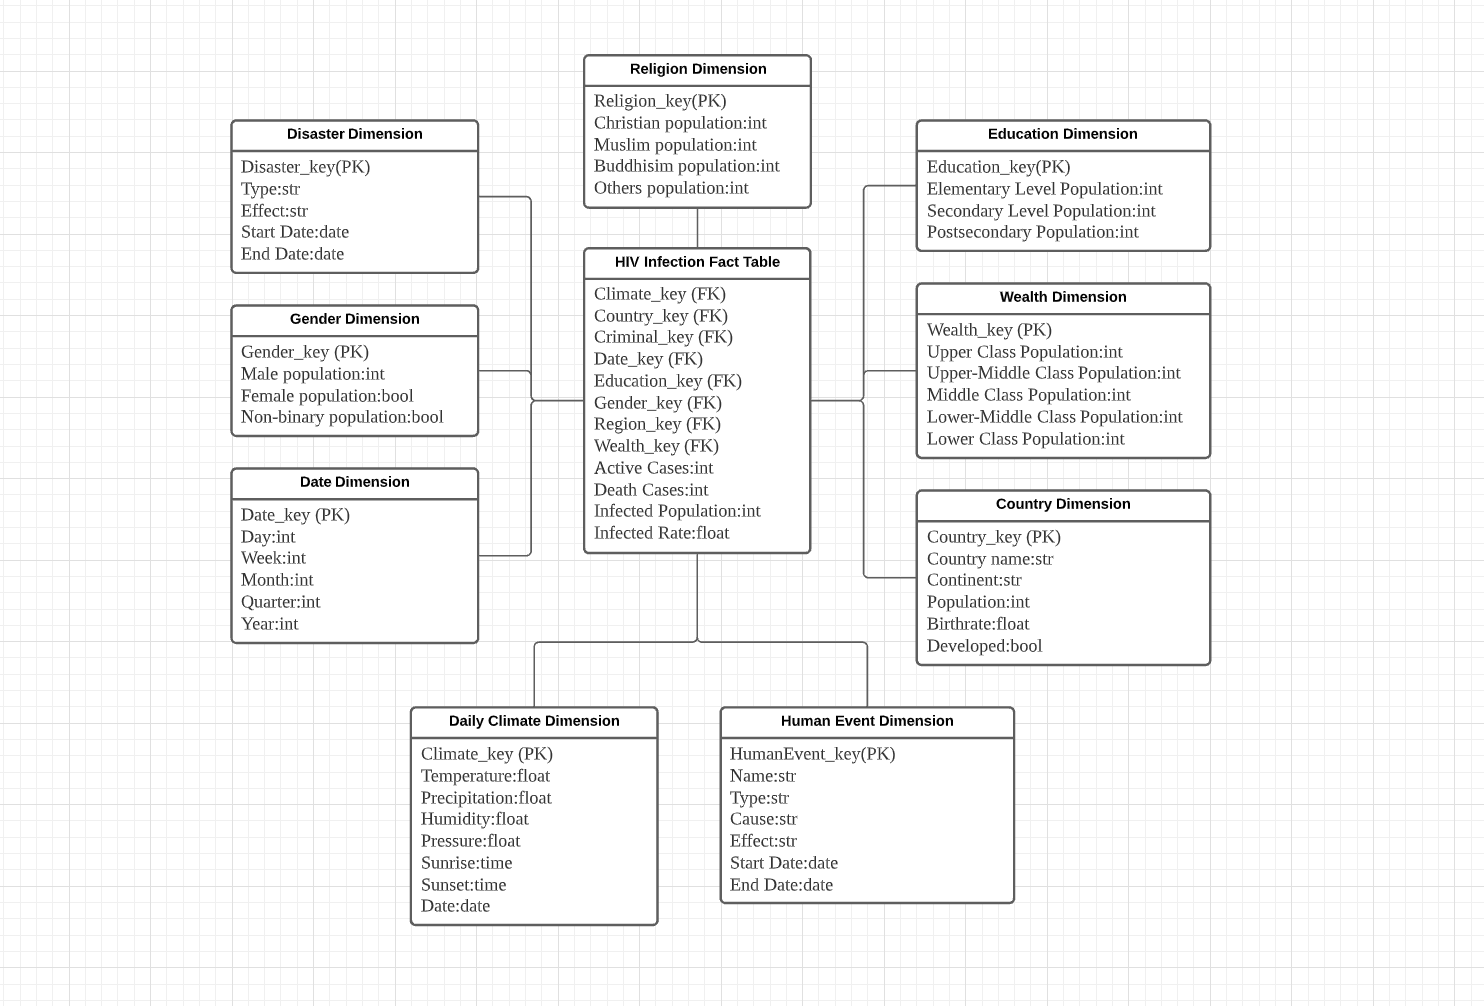 Religion Dimension
Religion_key(PK)
Christian population:int
Muslim population:int
Buddhisim population:int
Others population:int
Disaster Dimension
Disaster_key(PK)
Type:str
Effect:str
Start Date:date
End Date:date
Education Dimension
Education_key(PK)
Elementary Level Population:int
Secondary Level Population:int
Postsecondary Population:int
HIV Infection Fact Table
Climate_key (FK)
Country_key (FK)
Criminal_key (FK)
Date_key (FK)
Education_key (FK)
Gender_key (FK)
Region_key (FK)
Wealth_key (FK)
Active Cases:int
Death Cases:int
Infected Population:int
Infected Rate:float
Gender Dimension
Gender_key (PK)
Male population:int
Female population:bool
Non-binary population:bool
Wealth Dimension
Wealth_key (PK)
Upper Class Population:int
Upper-Middle Class Population:int
Middle Class Population:int
Lower-Middle Class Population:int
Lower Class Population:int
Date Dimension
Date_key (PK)
Day:int
Week:int
Month:int
Quarter:int
Year:int
Country Dimension
Country_key (PK)
Country name:str
Continent:str
Population:int
Birthrate:float
Developed:bool
Daily Climate Dimension
Climate_key (PK)
Temperature:float
Precipitation:float
Humidity:float
Pressure:float
Sunrise:time
Sunset:time
Date:date
Human Event Dimension
HumanEvent_key(PK)
Name:str
Type:str
Cause:str
Effect:str
Start Date:date
End Date:date